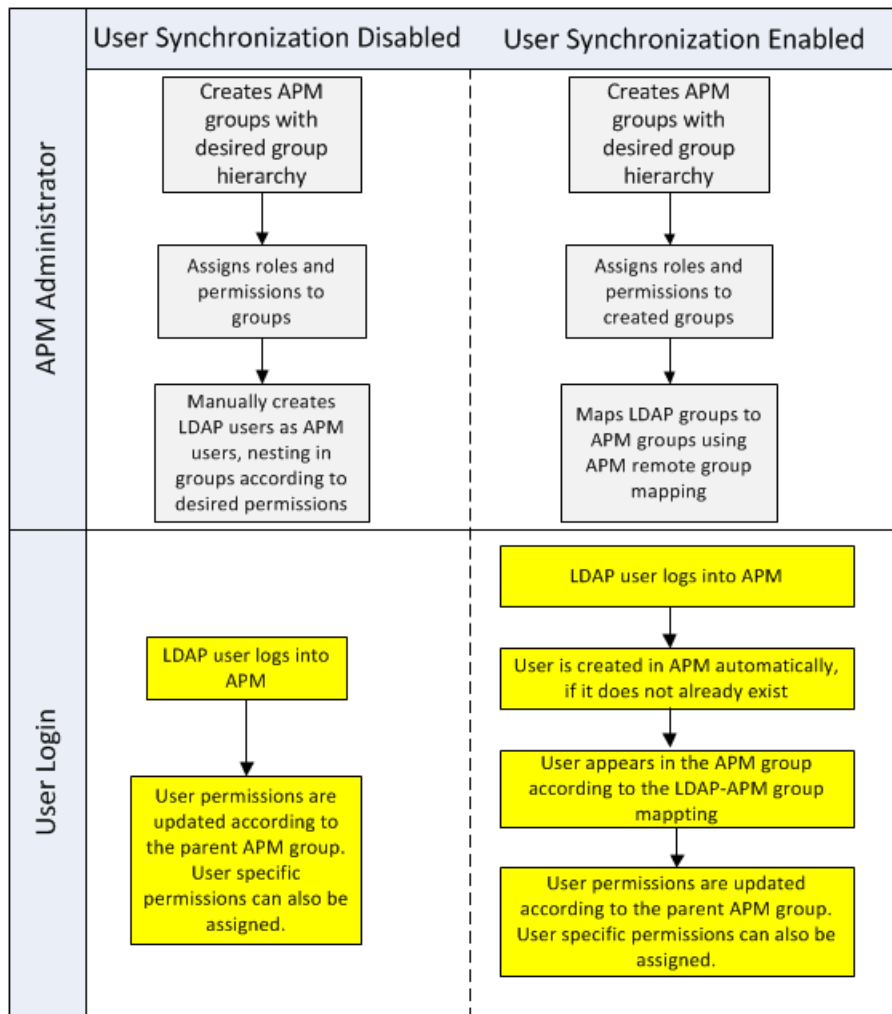 User Synchronization Disabled
User Synchronization Enabled
APM Administrator
Creates APM
groups with
desired group
hierarchy
Assigns roles and
permissions to
groups
Manually creates
LDAP users as APM
users, nesting in
groups according to
desired permissions
Creates APM
groups with
desired group
hierarchy
Assigns roles and
permissions to
created groups
Maps LDAP groups to
APM groups using
APM remote group
mapping
User Login
LDAP user logs into
APM
User permissions are
updated according to
the parent APM group.
User specific
permissions can also be
assigned.
LDAP user logs into APM
User is created in APM automatically,
if it does not already exist
User appears in the APM group
according to the LDAP-APM group
mappting
User permissions are updated
according to the parent APM group.
User specific permissions can also be
assigned.